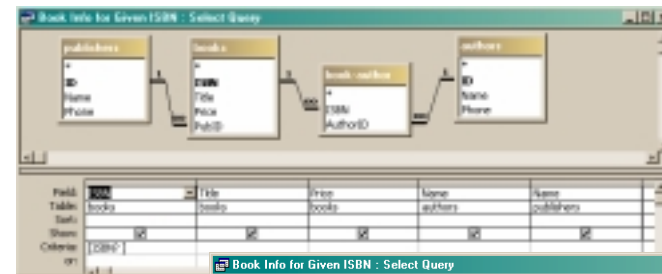 Book Info for Given ISBN : Select Query
publishers
*
ID
Name
Phone
books
*
ISBN
Title
Price
PubID
book-author
*
ISBN
AuthorID
authors
*
ID
Name
Phone
Field: ISBN Title Price Name Name
Table: books books books authors publishers
Sort:
Show:
Criteria: [ISBN?]
or:
Book Info for Given ISBN : Select Query